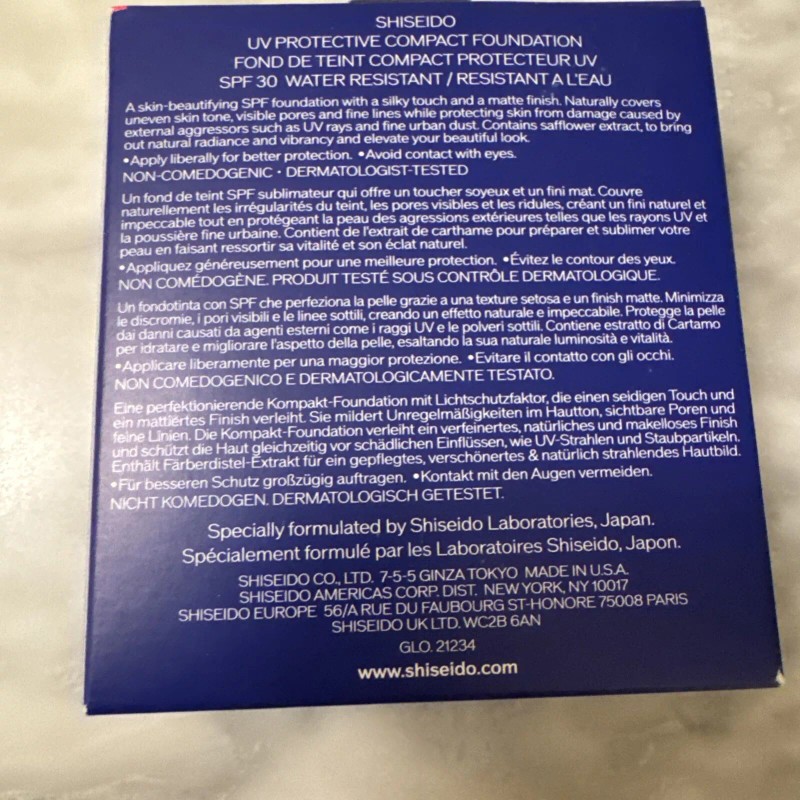 SHISEIDO
UV PROTECTIVE COMPACT FOUNDATION
FOND DE TEINT COMPACT PROTECTEUR UV
SPF 30 WATER RESISTANT / RESISTANT A L'EAU
A skin-beautifying SPF foundation with a silky touch and a matte finish. Naturally covers
uneven skin tone, visible pores and fine lines while protecting skin from damage caused by
external aggressors such as UV rays and fine urban dust. Contains safflower extract, to bring
out natural radiance and vibrancy and elevate your beautiful look.
•Apply liberally for better protection. •Avoid contact with eyes.
NON-COMEDOGENIC · DERMATOLOGIST-TESTED
Un fond de teint SPF sublimateur qui offre un toucher soyeux et un fini mat. Couvre
naturellement les irrégularités du teint, les pores visibles et les ridules, créant un fini naturel et
impeccable tout en protégeant la peau des agressions extérieures telles que les rayons UV et
la poussière fine urbaine. Contient de l'extrait de carthame pour préparer et sublimer votre
peau en faisant ressortir sa vitalité et son éclat naturel.
•Appliquez généreusement pour une meilleure protection. •Évitez le contour des yeux.
NON COMÉDOGÈNE. PRODUIT TESTÉ SOUS CONTRÔLE DERMATOLOGIQUE.
Un fondotinta con SPF che perfeziona la pelle grazie a una texture setosa e un finish matte. Minimizza
le discromie, i pori visibili e le linee sottili, creando un effetto naturale e impeccabile. Protegge la pelle
dai danni causati da agenti esterni come i raggi UV e le polveri sottili. Contiene estratto di Cartamo
per idratare e migliorare l'aspetto della pelle, esaltando la sua naturale luminosità e vitalità.
•Applicare liberamente per una maggior protezione. •Evitare il contatto con gli occhi.
NON COMEDOGENICO E DERMATOLOGICAMENTE TESTATO.
Eine perfektionierende Kompakt-Foundation mit Lichtschutzfaktor, die einen seidigen Touch und
ein mattiertes Finish verleiht. Sie mildert Unregelmäßigkeiten im Hautton, sichtbare Poren und
feine Linien. Die Kompakt-Foundation verleiht ein verfeinertes, natürliches und makelloses Finish
und schützt die Haut gleichzeitig vor schädlichen Einflüssen, wie UV-Strahlen und Staubpartikeln.
Enthält Färberdistel-Extrakt für ein gepflegtes, verschönertes & natürlich strahlendes Hautbild.
•Für besseren Schutz großzügig auftragen. •Kontakt mit den Augen vermeiden.
NICHT KOMEDOGEN. DERMATOLOGISCH GETESTET.
Specially formulated by Shiseido Laboratories, Japan.
Spécialement formulé par les Laboratoires Shiseido, Japon.
SHISEIDO CO., LTD. 7-5-5 GINZA TOKYO MADE IN U.S.A.
SHISEIDO AMERICAS CORP. DIST. NEW YORK, NY 10017
SHISEIDO EUROPE 56/A RUE DU FAUBOURG ST-HONORE 75008 PARIS
SHISEIDO UK LTD. WC2B 6AN
GLO. 21234
www.shiseido.com